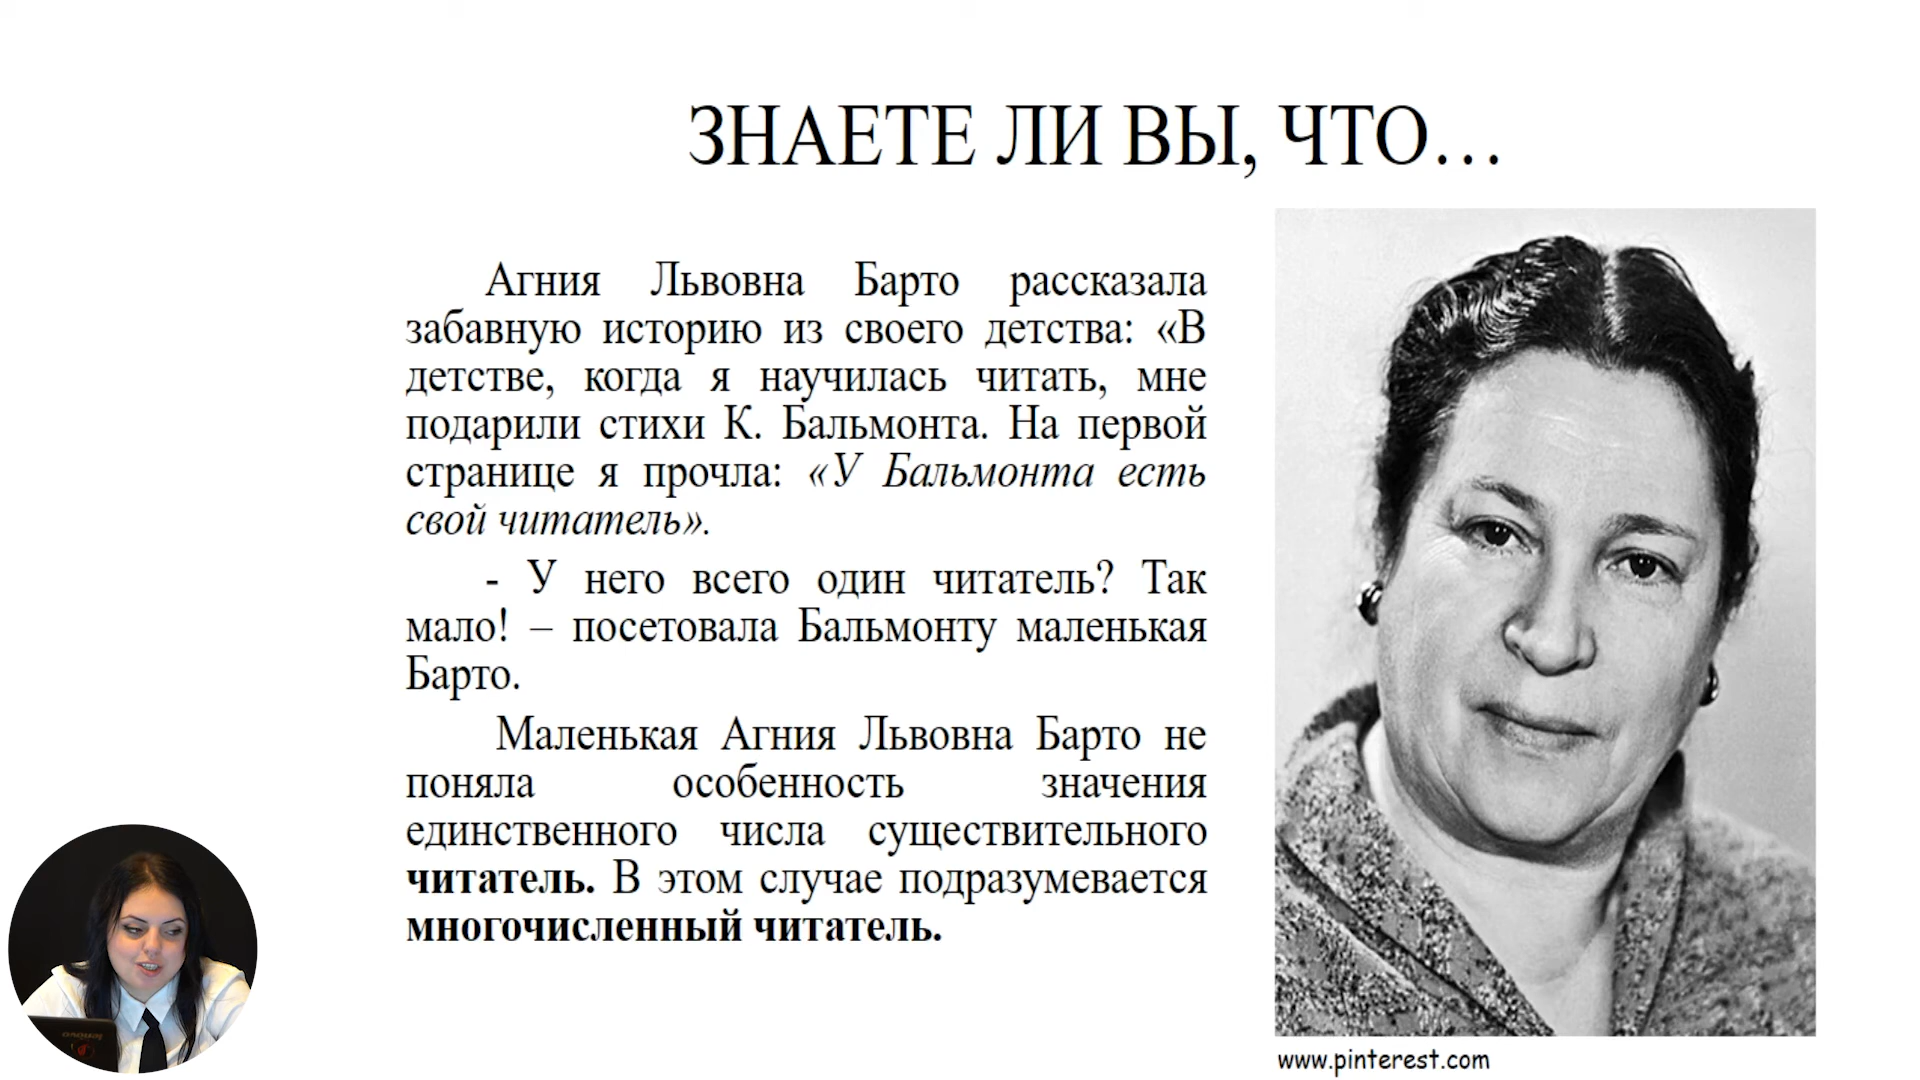 ЗНАЕТЕ ЛИ ВЫ, ЧТО…
Агния Львовна Барто рассказала
забавную историю из своего детства: «В
детстве, когда я научилась читать, мне
подарили стихи К. Бальмонта. На первой
странице я прочла: «У Бальмонта есть
свой читатель».
- У него всего один читатель? Так
мало! – посетовала Бальмонту маленькая
Барто.
Маленькая Агния Львовна Барто не
поняла особенность значения
единственного числа существительного
читатель. В этом случае подразумевается
многочисленный читатель.
www.pinterest.com